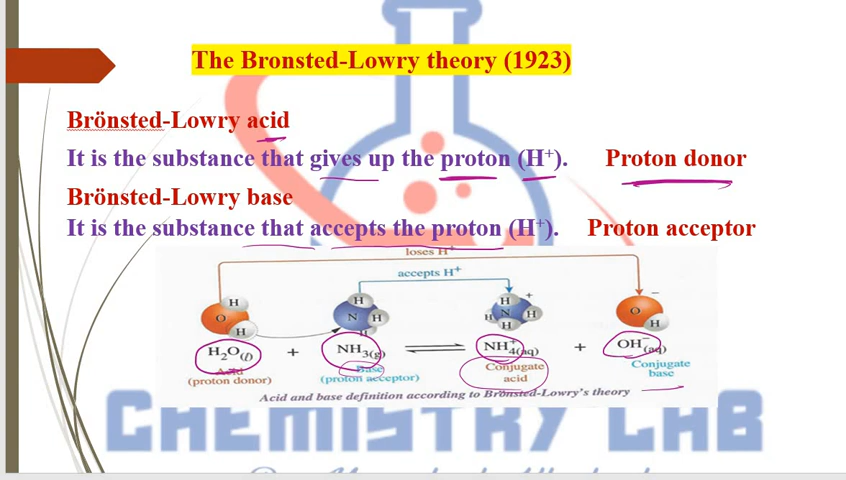 The Bronsted-Lowry theory (1923)
Brönsted-Lowry acid
It is the substance that gives up the proton (H⁺). Proton donor
Brönsted-Lowry base
It is the substance that accepts the proton (H⁺). Proton acceptor
loses H⁺
accepts H⁺
H O H H N H H + H H N H H − O H
H₂O(l) + NH₃(g) ⇌ NH₄⁺(aq) + OH⁻(aq)
Acid Base Conjugate Conjugate
(proton donor) (proton acceptor) acid base
Acid and base definition according to Brönsted-Lowry's theory
CHEMISTRY LAB